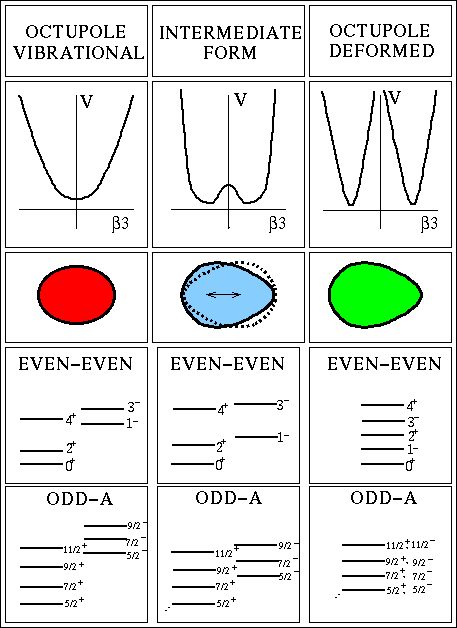 OCTUPOLE
VIBRATIONAL
INTERMEDIATE
FORM
OCTUPOLE
DEFORMED
V
β3
V
β3
V
β3
EVEN-EVEN
4+
3-
1-
2+
0+
EVEN-EVEN
4+
3-
1-
2+
0+
EVEN-EVEN
4+
3-
2+
1-
0+
ODD-A
9/2-
7/2-
11/2+
5/2-
9/2+
7/2+
5/2+
ODD-A
9/2-
11/2+
7/2-
9/2+
5/2-
7/2+
5/2+
ODD-A
11/2+, 11/2-
9/2+, 9/2-
7/2+, 7/2-
5/2+, 5/2-